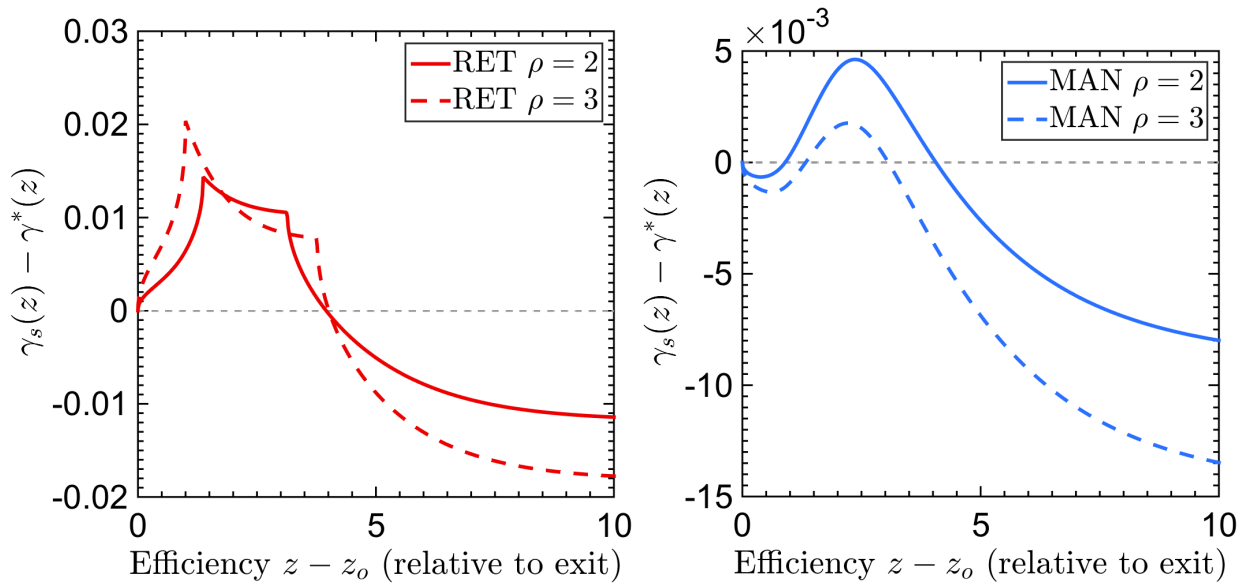 0.03
0.02
0.01
0
-0.01
-0.02
γₛ(z) − γ*(z)
RET ρ = 2
RET ρ = 3
0
5
10
Efficiency z − zₒ (relative to exit)
×10⁻³
5
0
-5
-10
-15
γₛ(z) − γ*(z)
MAN ρ = 2
MAN ρ = 3
0
5
10
Efficiency z − zₒ (relative to exit)